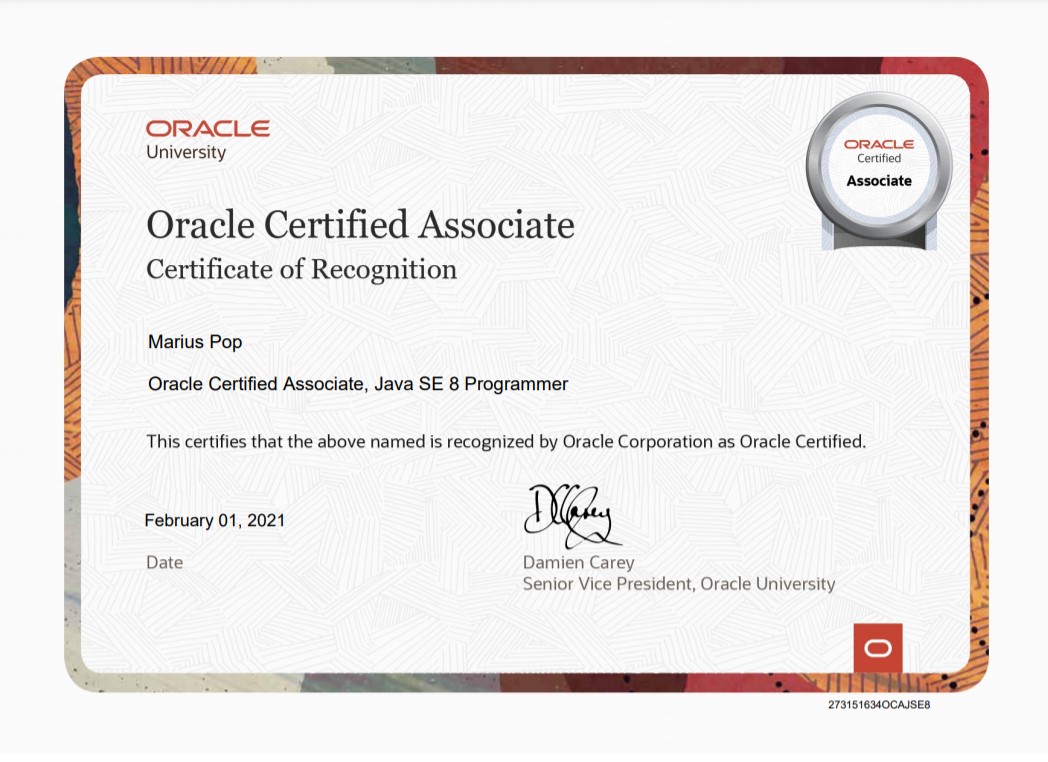 ORACLE
University
ORACLE
Certified
Associate
Oracle Certified Associate
Certificate of Recognition
Marius Pop
Oracle Certified Associate, Java SE 8 Programmer
This certifies that the above named is recognized by Oracle Corporation as Oracle Certified.
February 01, 2021
Date
DCarey
Damien Carey
Senior Vice President, Oracle University
273151634OCAJSE8